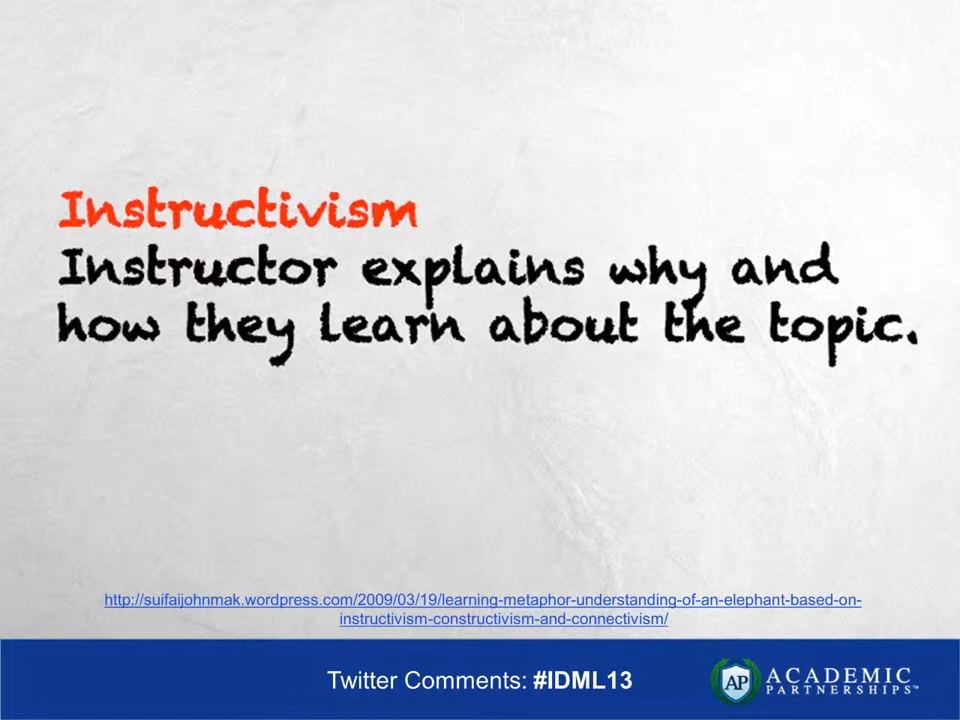 Instructivism
Instructor explains why and
how they learn about the topic.
http://suifaijohnmak.wordpress.com/2009/03/19/learning-metaphor-understanding-of-an-elephant-based-on-
instructivism-constructivism-and-connectivism/
Twitter Comments: #IDML13
AP
ACADEMIC
PARTNERSHIPS™